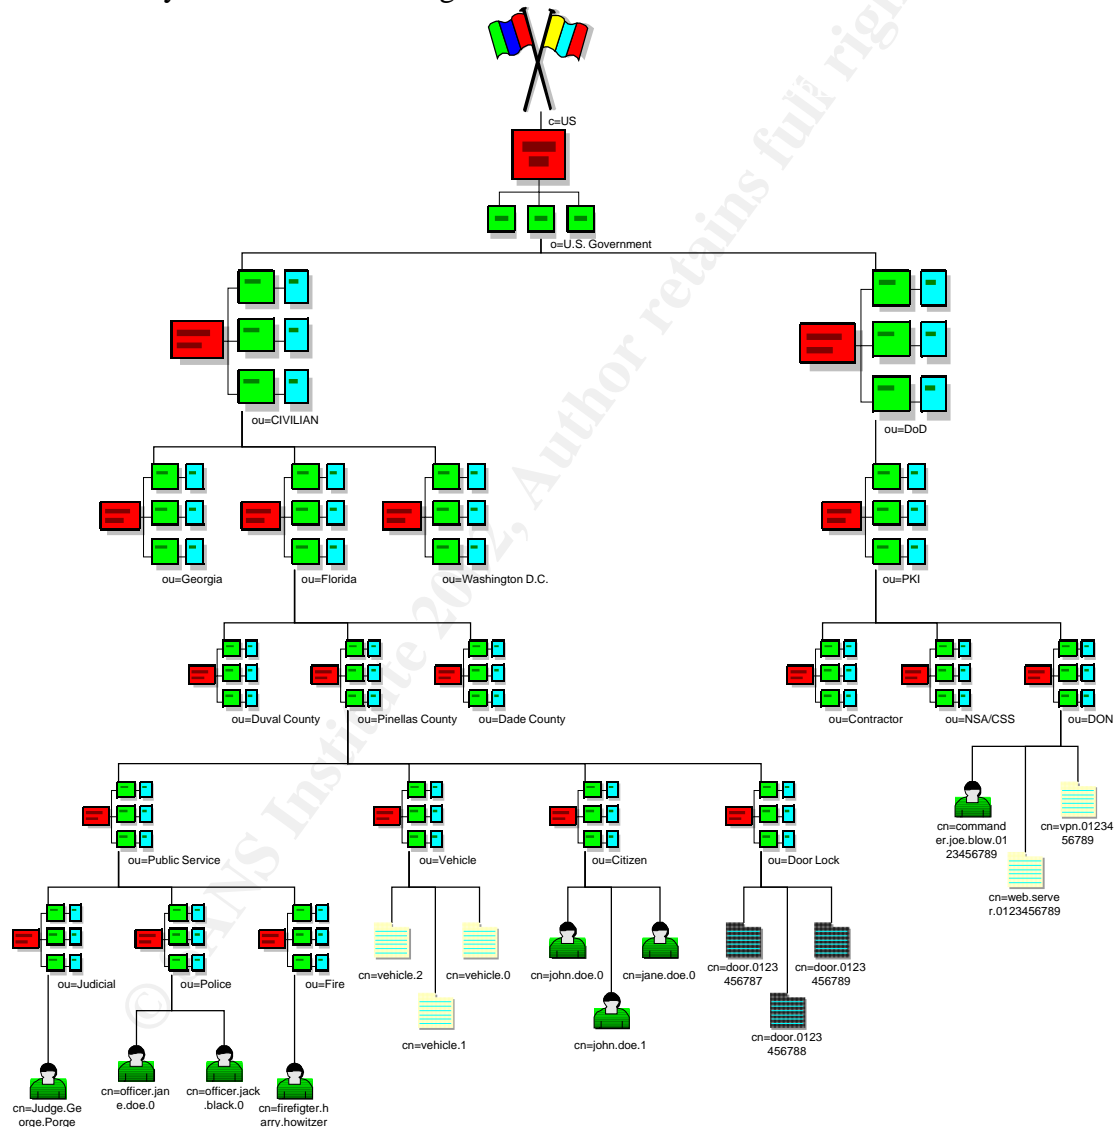 c=US
o=U.S. Government
ou=CIVILIAN
ou=DoD
ou=Georgia
ou=Florida
ou=Washington D.C.
ou=PKI
ou=Duval County
ou=Pinellas County
ou=Dade County
ou=Contractor
ou=NSA/CSS
ou=DON
cn=command
er.joe.blow.01
23456789
cn=vpn.01234
56789
cn=web.serve
r.0123456789
ou=Public Service
ou=Vehicle
ou=Citizen
ou=Door Lock
ou=Judicial
ou=Police
ou=Fire
cn=vehicle.2
cn=vehicle.0
cn=vehicle.1
cn=john.doe.0
cn=jane.doe.0
cn=john.doe.1
cn=door.0123
456787
cn=door.0123
456789
cn=door.0123
456788
cn=Judge.Ge
orge.Porge
cn=officer.jan
e.doe.0
cn=officer.jack
.black.0
cn=firefigter.h
arry.howitzer
Author retains full